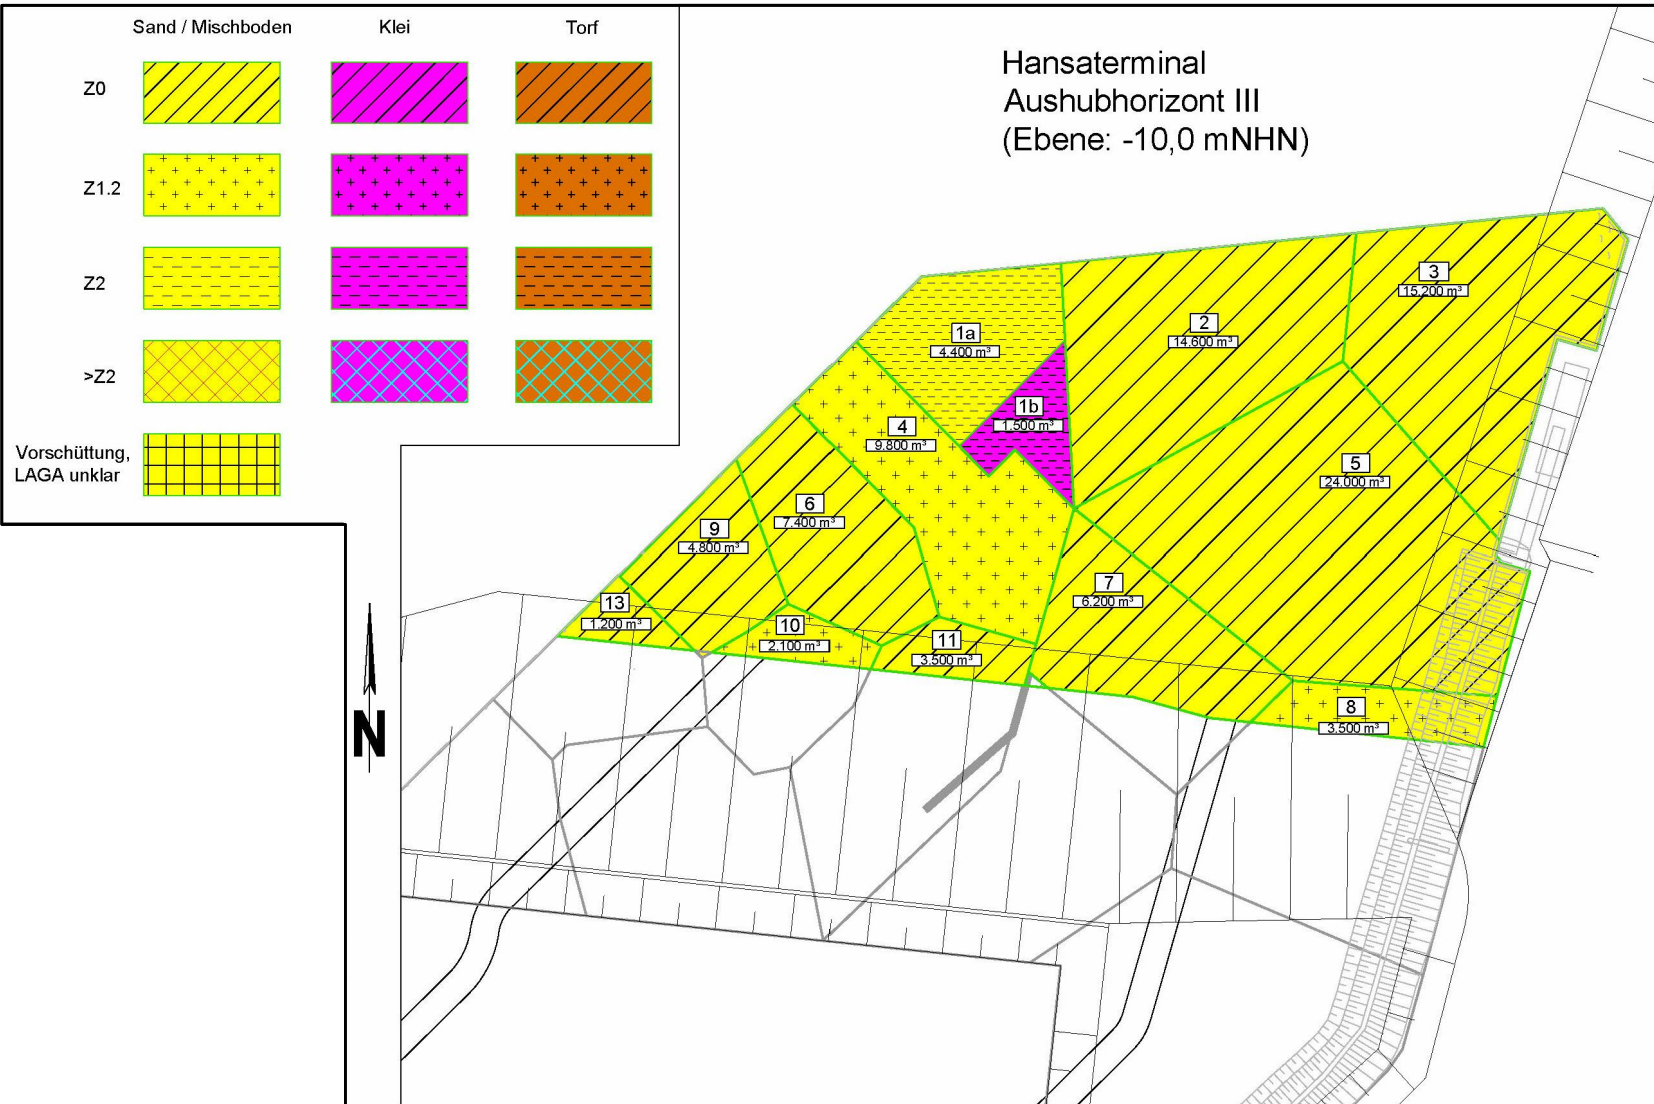 Sand / Mischboden Klei Torf
Z0
Z1.2
Z2
>Z2
Vorschüttung,
LAGA unklar
Hansaterminal
Aushubhorizont III
(Ebene: -10,0 mNHN)
3
15.200 m³
2
14.600 m³
1a
4.400 m³
1b
1.500 m³
4
9.800 m³
5
24.000 m³
6
7.400 m³
9
4.800 m³
7
6.200 m³
13
1.200 m³
10
2.100 m³
11
3.500 m³
8
3.500 m³
N